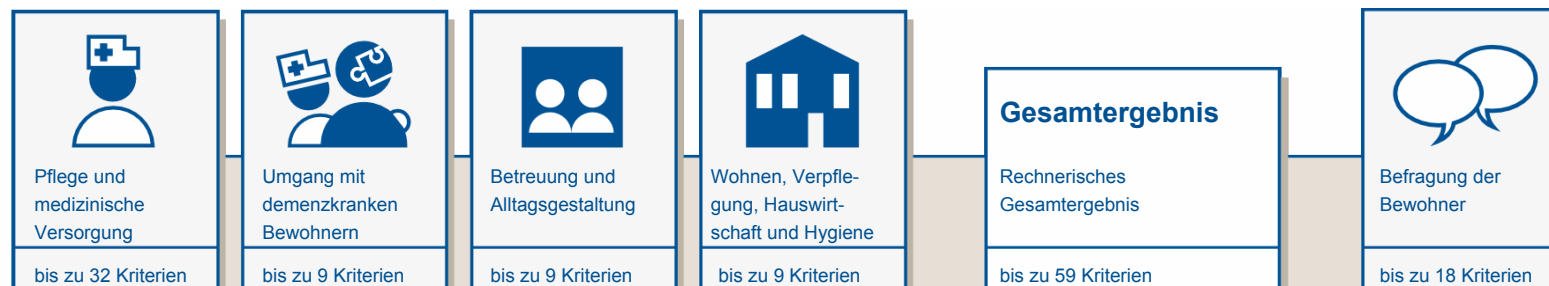 Pflege und
medizinische
Versorgung
bis zu 32 Kriterien
Umgang mit
demenzkranken
Bewohnern
bis zu 9 Kriterien
Betreuung und
Alltagsgestaltung
bis zu 9 Kriterien
Wohnen, Verpfle-
gung, Hauswirt-
schaft und Hygiene
bis zu 9 Kriterien
Gesamtergebnis
Rechnerisches
Gesamtergebnis
bis zu 59 Kriterien
Befragung der
Bewohner
bis zu 18 Kriterien